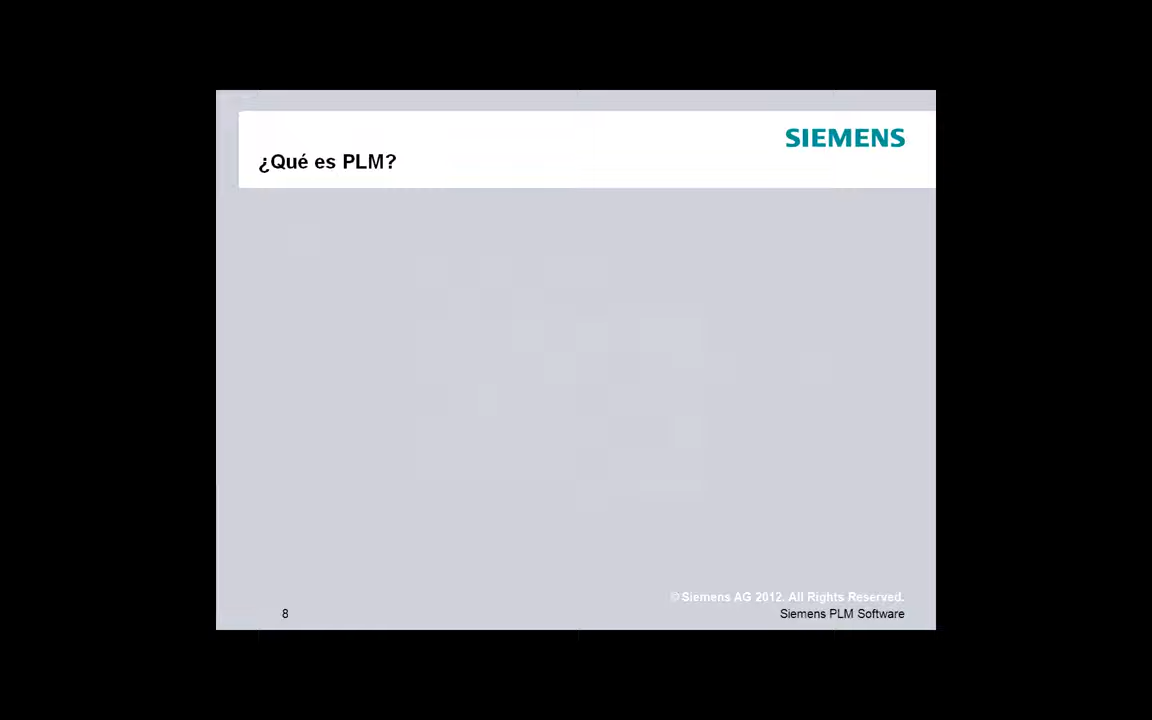 SIEMENS
¿Qué es PLM?
© Siemens AG 2012. All Rights Reserved.
8
Siemens PLM Software